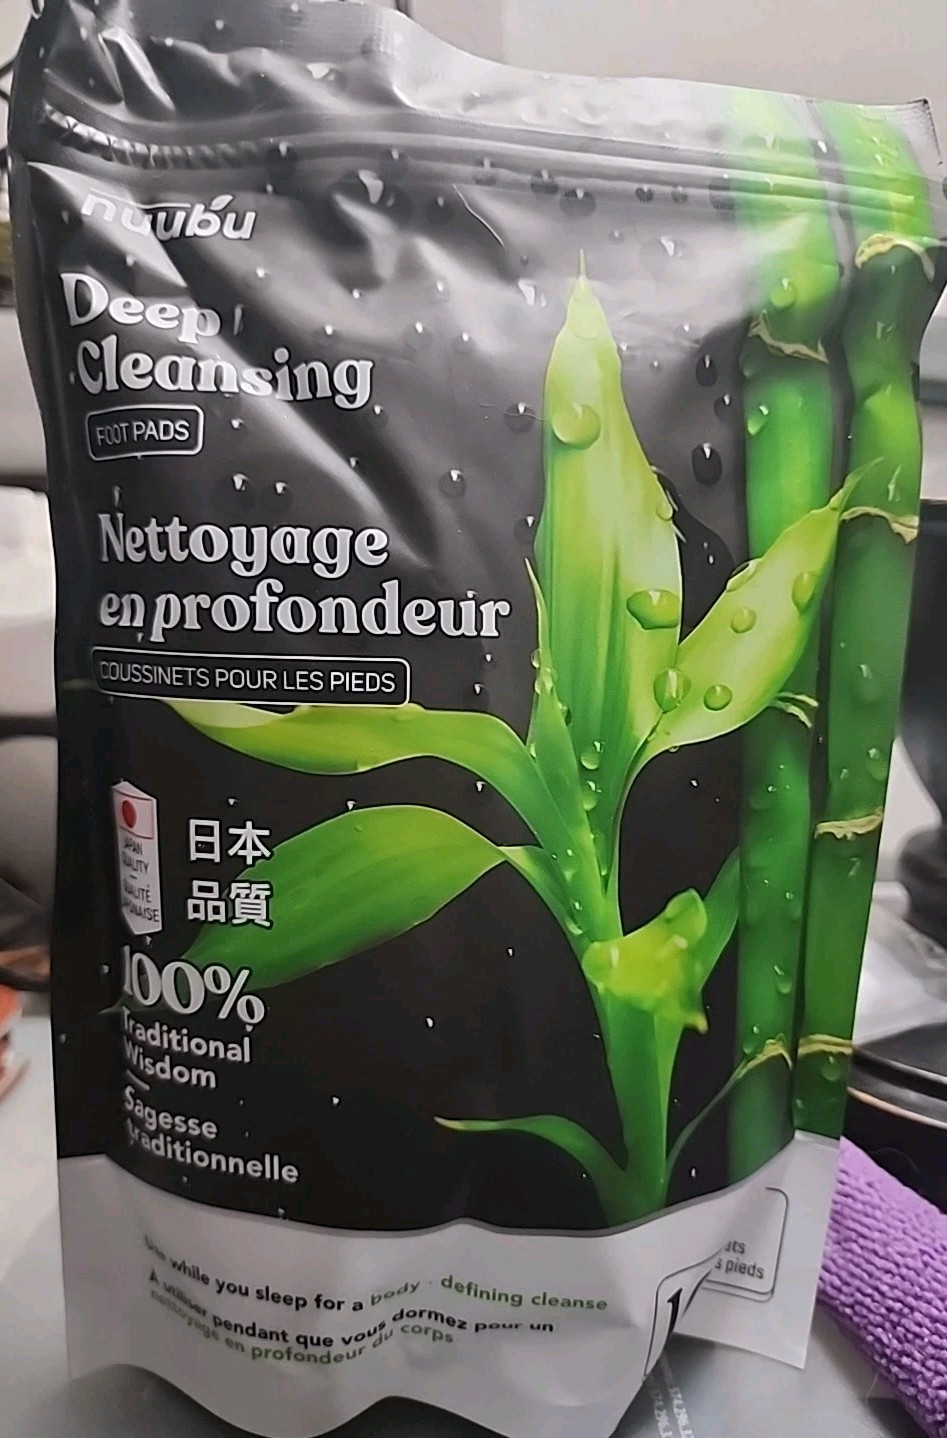 nuubu
Deep
Cleansing
FOOT PADS
Nettoyage
en profondeur
COUSSINETS POUR LES PIEDS
JAPAN
QUALITY
QUALITÉ
JAPONAISE
日本
品質
100%
Traditional
Wisdom
Sagesse
traditionnelle
Use while you sleep for a body-defining cleanse
À utiliser pendant que vous dormez pour un
nettoyage en profondeur du corps
pieds